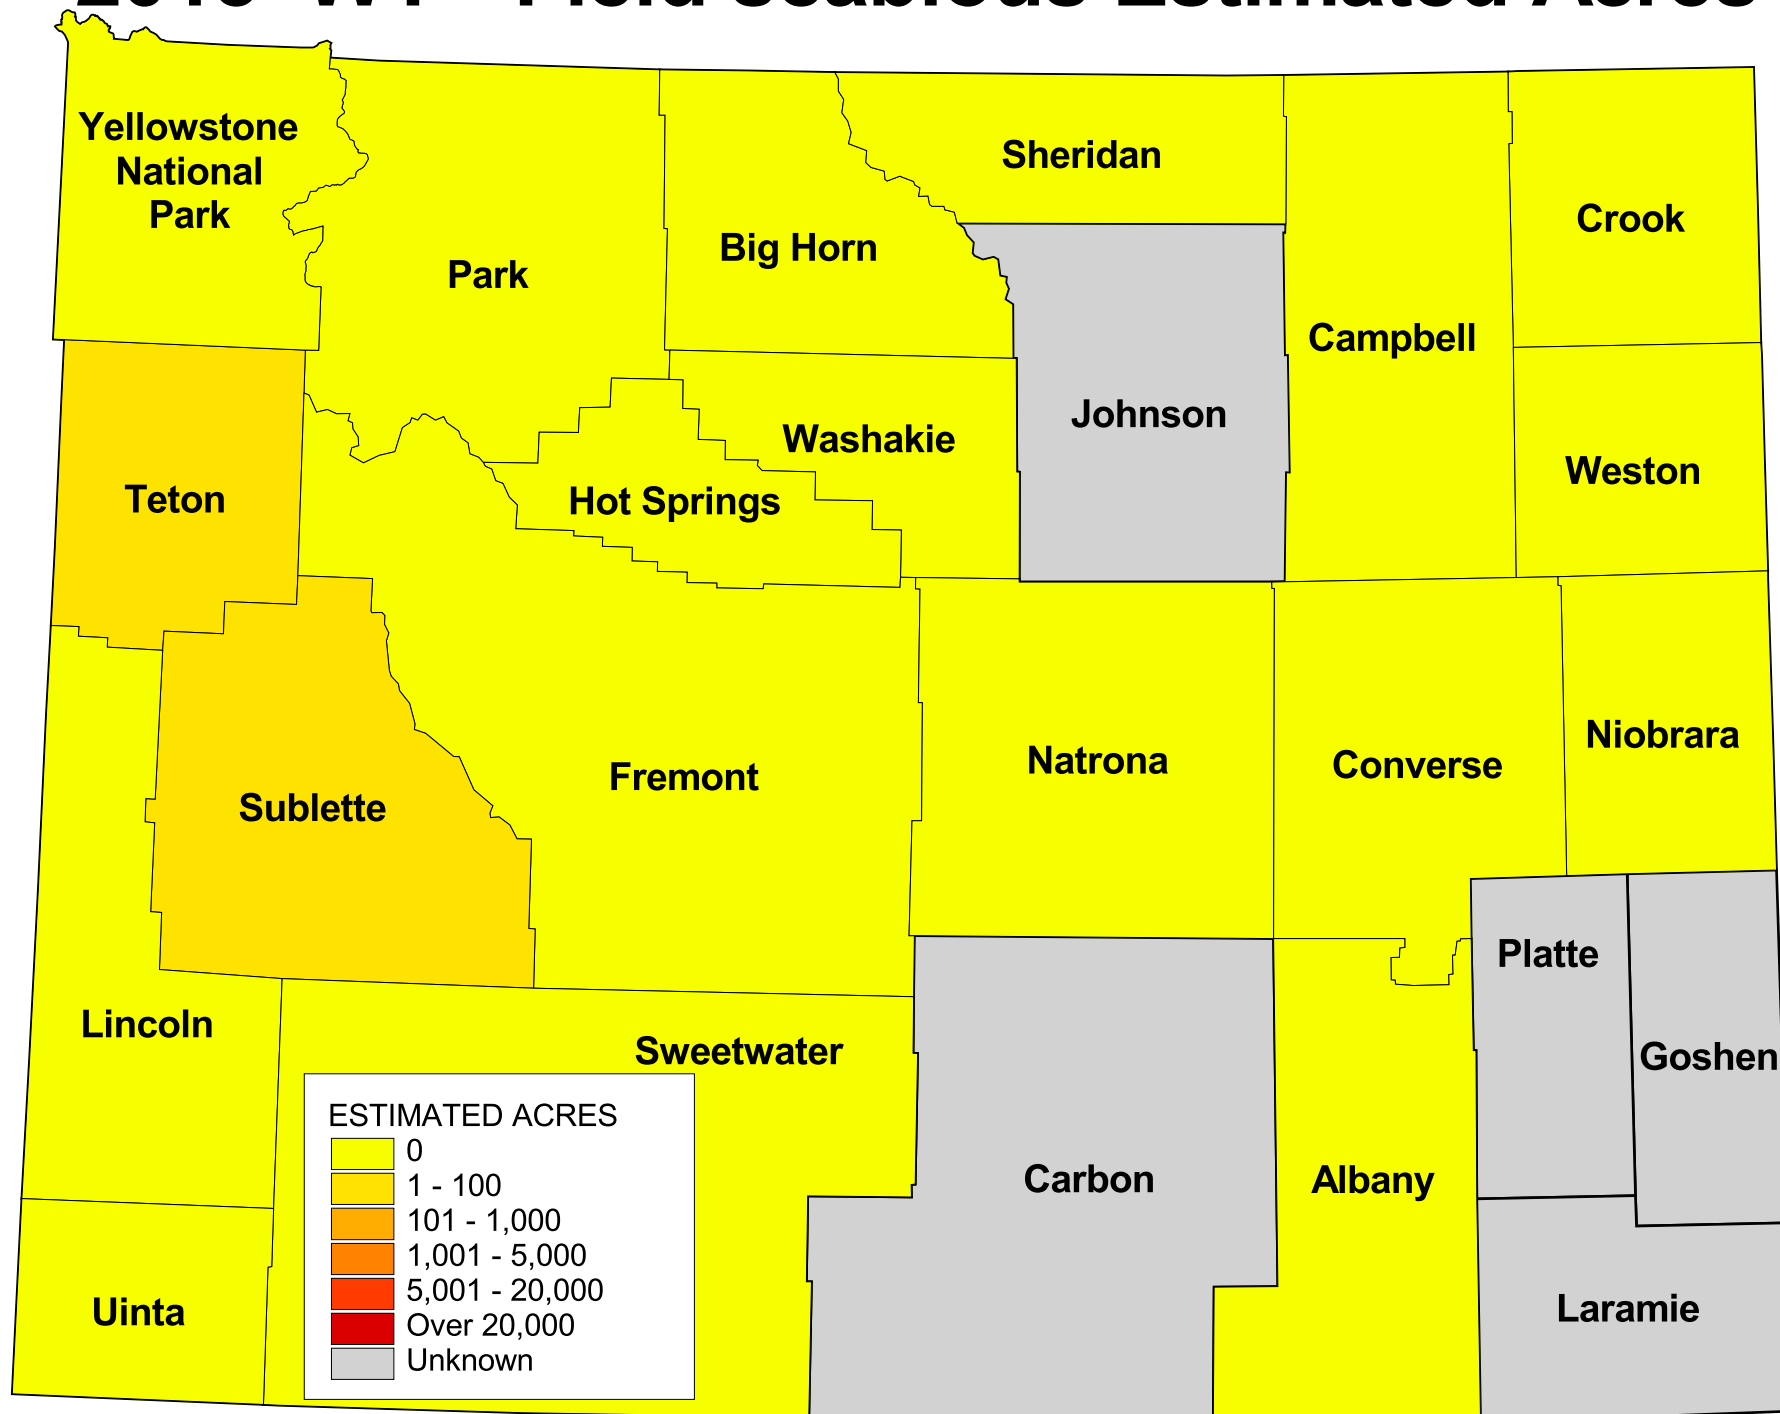 Estimated Acres
Yellowstone
National
Park
Park
Big Horn
Sheridan
Crook
Campbell
Johnson
Washakie
Hot Springs
Teton
Weston
Sublette
Fremont
Natrona
Converse
Niobrara
Platte
Goshen
Lincoln
Sweetwater
Carbon
Albany
Uinta
Laramie
ESTIMATED ACRES
0
1 - 100
101 - 1,000
1,001 - 5,000
5,001 - 20,000
Over 20,000
Unknown